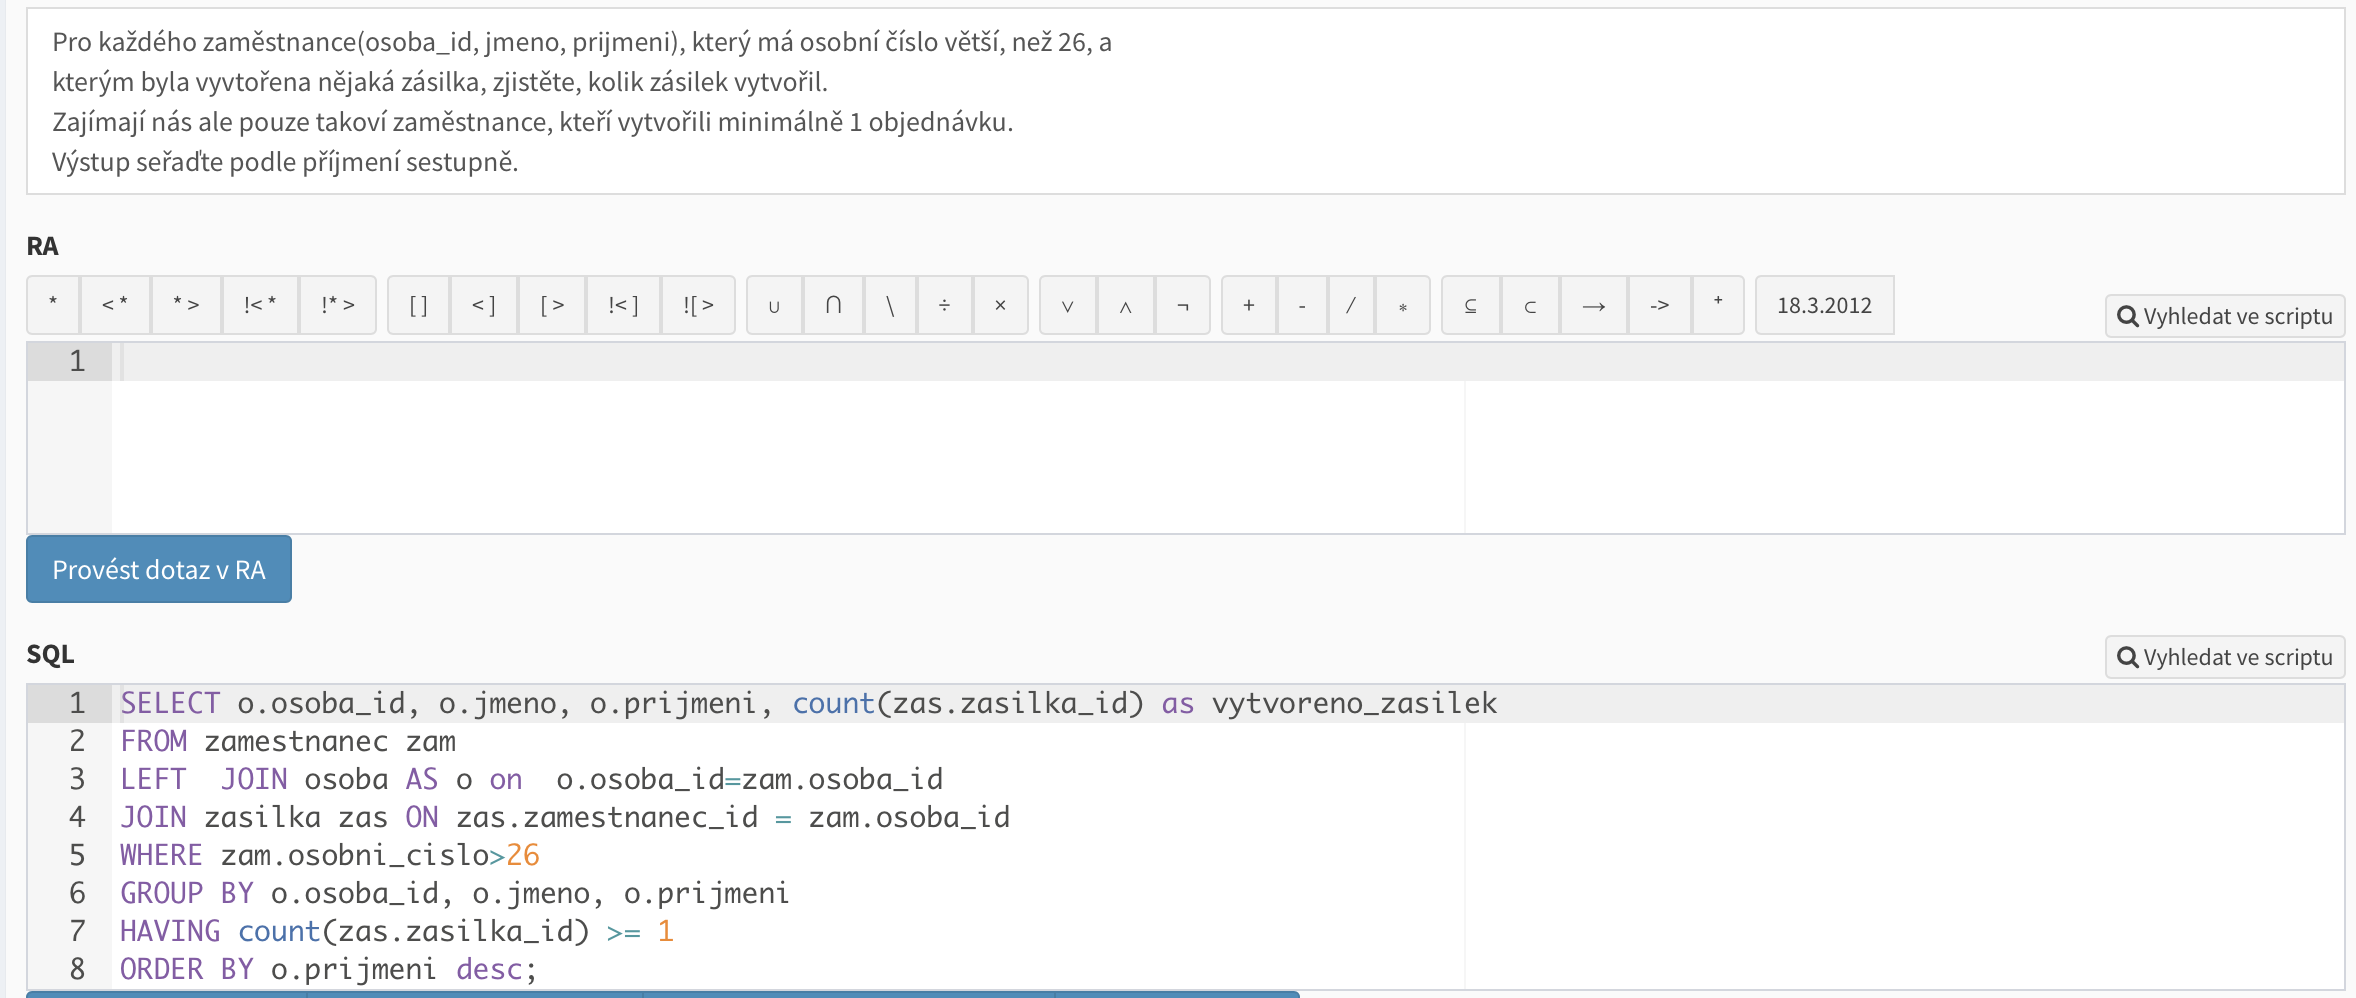 Pro každého zaměstnance(osoba_id, jmeno, prijmeni), který má osobní číslo větší, než 26, a
kterým byla vyvtořena nějaká zásilka, zjistěte, kolik zásilek vytvořil.
Zajímají nás ale pouze takoví zaměstnance, kteří vytvořili minimálně 1 objednávku.
Výstup seřaďte podle příjmení sestupně.
RA
* <* *> !<* !*> [] <] [> !<] ![> ∪ ∩ \ ÷ × ∨ ∧ ¬ + - / * ⊆ ⊂ → -> + 18.3.2012
Vyhledat ve scriptu
1
Provést dotaz v RA
SQL
Vyhledat ve scriptu
1 SELECT o.osoba_id, o.jmeno, o.prijmeni, count(zas.zasilka_id) as vytvoreno_zasilek
2 FROM zamestnanec zam
3 LEFT  JOIN osoba AS o on  o.osoba_id=zam.osoba_id
4 JOIN zasilka zas ON zas.zamestnanec_id = zam.osoba_id
5 WHERE zam.osobni_cislo>26
6 GROUP BY o.osoba_id, o.jmeno, o.prijmeni
7 HAVING count(zas.zasilka_id) >= 1
8 ORDER BY o.prijmeni desc;